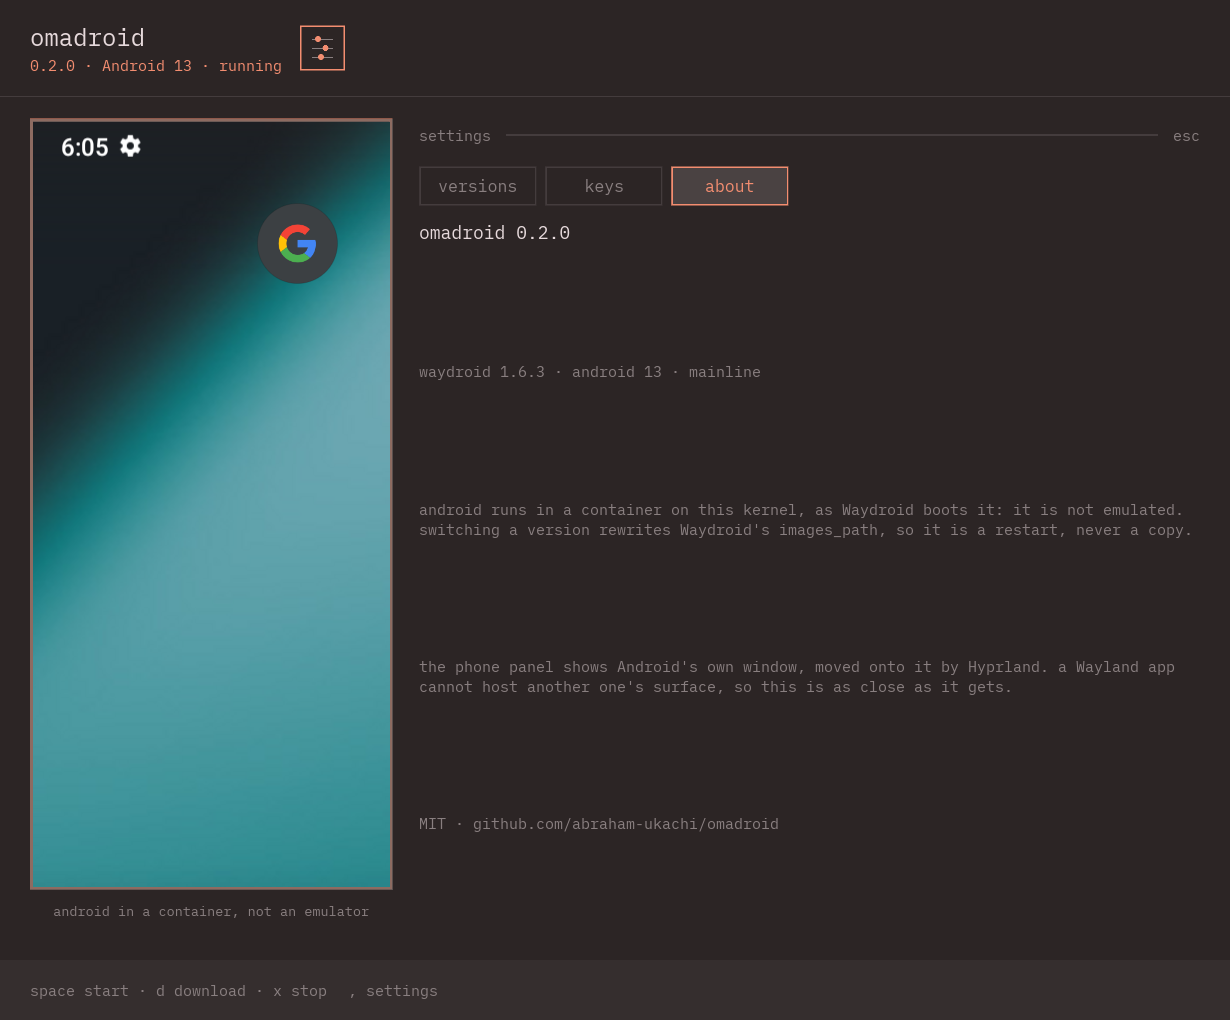 omadroid
0.2.0 · Android 13 · running
6:05
settings
esc
versions
keys
about
omadroid 0.2.0
waydroid 1.6.3 · android 13 · mainline
android runs in a container on this kernel, as Waydroid boots it: it is not emulated.
switching a version rewrites Waydroid's images_path, so it is a restart, never a copy.
the phone panel shows Android's own window, moved onto it by Hyprland. a Wayland app
cannot host another one's surface, so this is as close as it gets.
MIT · github.com/abraham-ukachi/omadroid
android in a container, not an emulator
space start · d download · x stop , settings